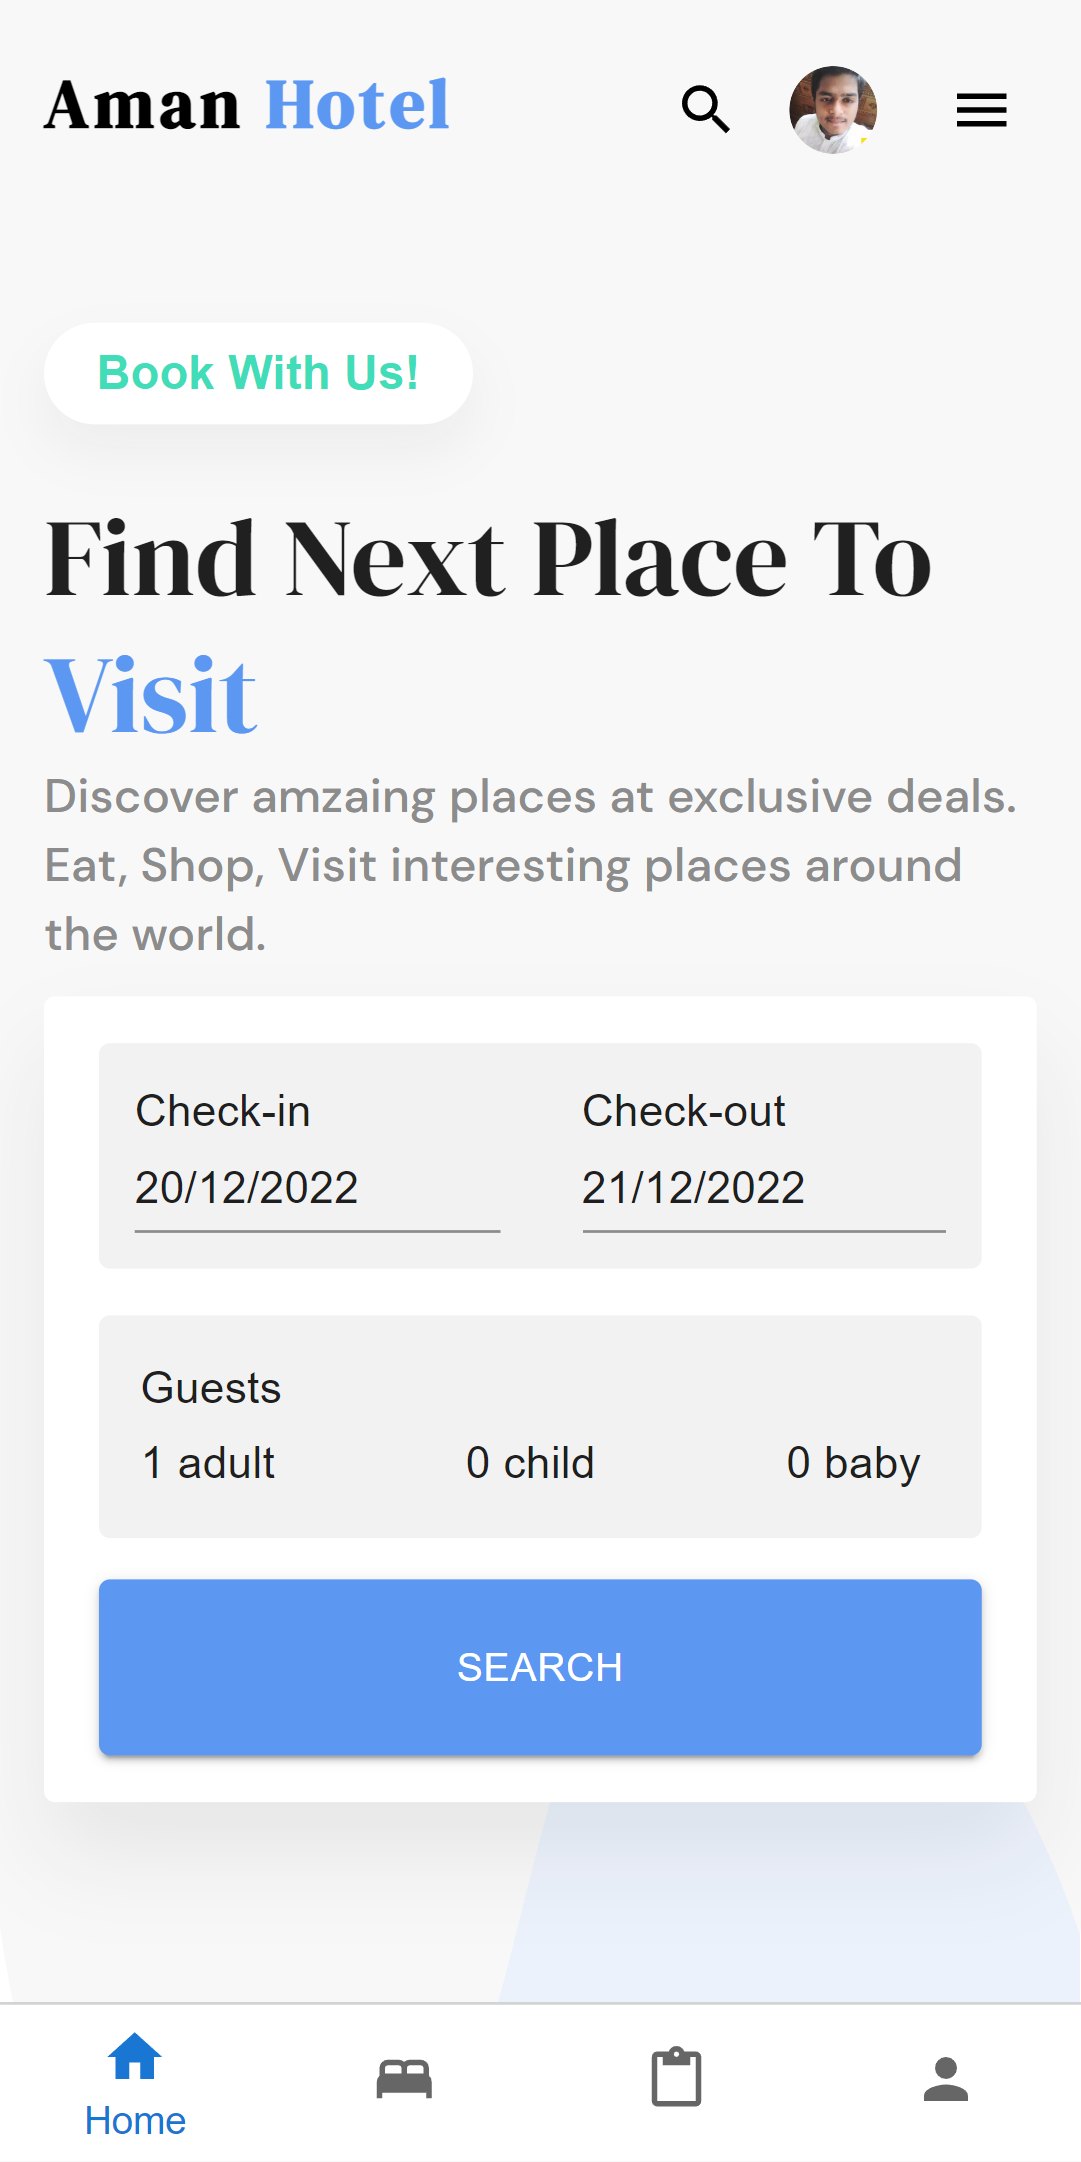 Aman Hotel
Book With Us!
Find Next Place To
Visit
Discover amzaing places at exclusive deals.
Eat, Shop, Visit interesting places around
the world.
Check-in Check-out
20/12/2022 21/12/2022
Guests
1 adult 0 child 0 baby
SEARCH
Home